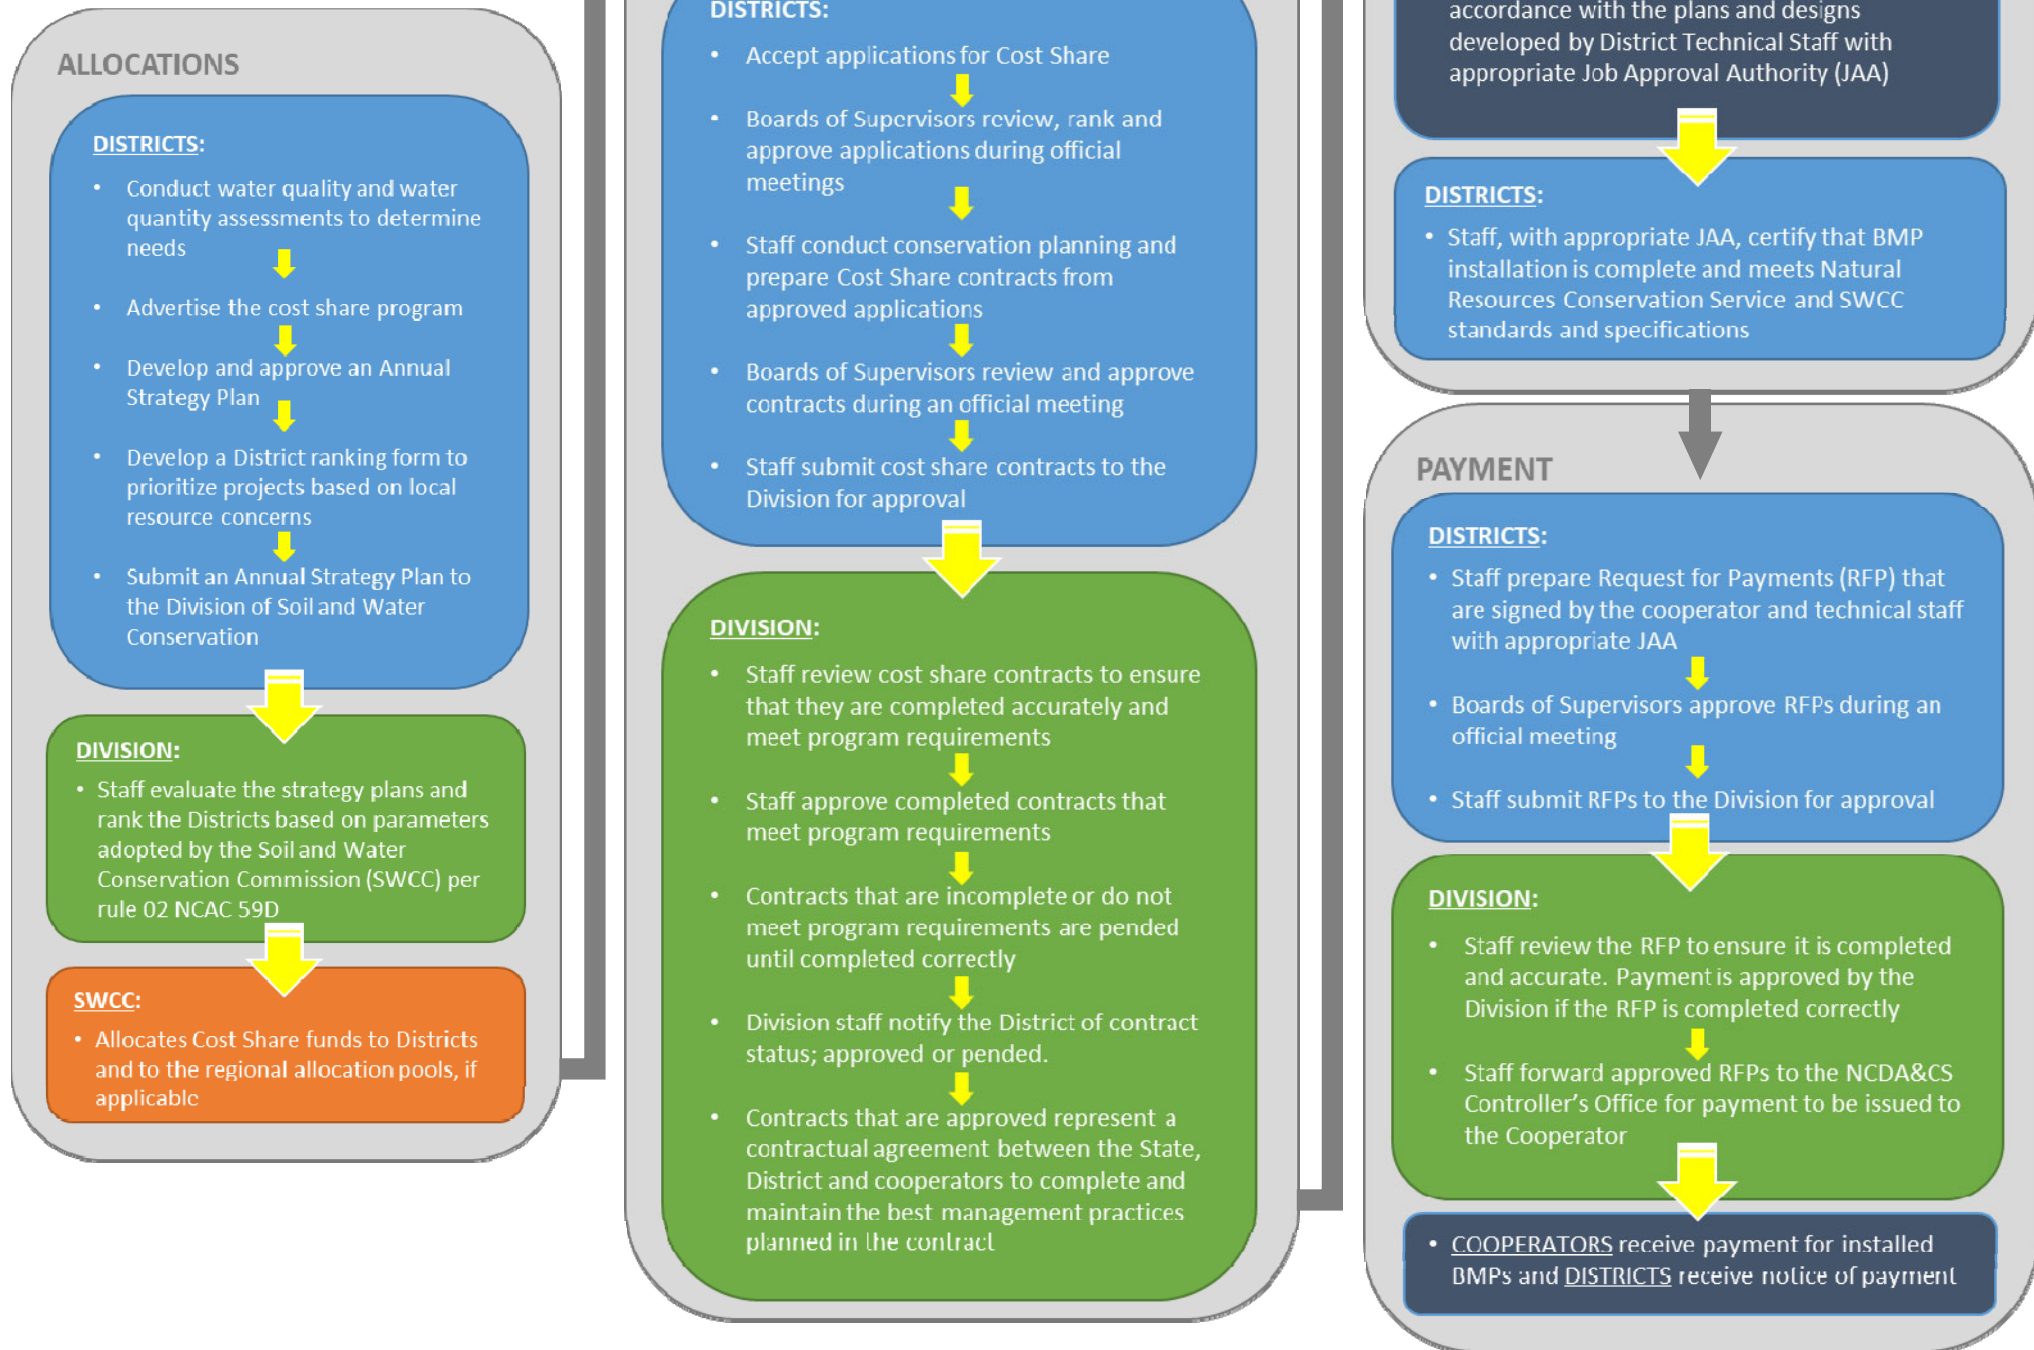 ALLOCATIONS
DISTRICTS:
• Conduct water quality and water
quantity assessments to determine
needs
• Advertise the cost share program
• Develop and approve an Annual
Strategy Plan
• Develop a District ranking form to
prioritize projects based on local
resource concerns
• Submit an Annual Strategy Plan to
the Division of Soil and Water
Conservation
DIVISION:
• Staff evaluate the strategy plans and
rank the Districts based on parameters
adopted by the Soil and Water
Conservation Commission (SWCC) per
rule 02 NCAC 59D
SWCC:
• Allocates Cost Share funds to Districts
and to the regional allocation pools, if
applicable
DISTRICTS:
• Accept applications for Cost Share
• Boards of Supervisors review, rank and
approve applications during official
meetings
• Staff conduct conservation planning and
prepare Cost Share contracts from
approved applications
• Boards of Supervisors review and approve
contracts during an official meeting
• Staff submit cost share contracts to the
Division for approval
DIVISION:
• Staff review cost share contracts to ensure
that they are completed accurately and
meet program requirements
• Staff approve completed contracts that
meet program requirements
• Contracts that are incomplete or do not
meet program requirements are pended
until completed correctly
• Division staff notify the District of contract
status; approved or pended.
• Contracts that are approved represent a
contractual agreement between the State,
District and cooperators to complete and
maintain the best management practices
planned in the contract
accordance with the plans and designs
developed by District Technical Staff with
appropriate Job Approval Authority (JAA)
DISTRICTS:
• Staff, with appropriate JAA, certify that BMP
installation is complete and meets Natural
Resources Conservation Service and SWCC
standards and specifications
PAYMENT
DISTRICTS:
• Staff prepare Request for Payments (RFP) that
are signed by the cooperator and technical staff
with appropriate JAA
• Boards of Supervisors approve RFPs during an
official meeting
• Staff submit RFPs to the Division for approval
DIVISION:
• Staff review the RFP to ensure it is completed
and accurate. Payment is approved by the
Division if the RFP is completed correctly
• Staff forward approved RFPs to the NCDA&CS
Controller's Office for payment to be issued to
the Cooperator
• COOPERATORS receive payment for installed
BMPs and DISTRICTS receive notice of payment